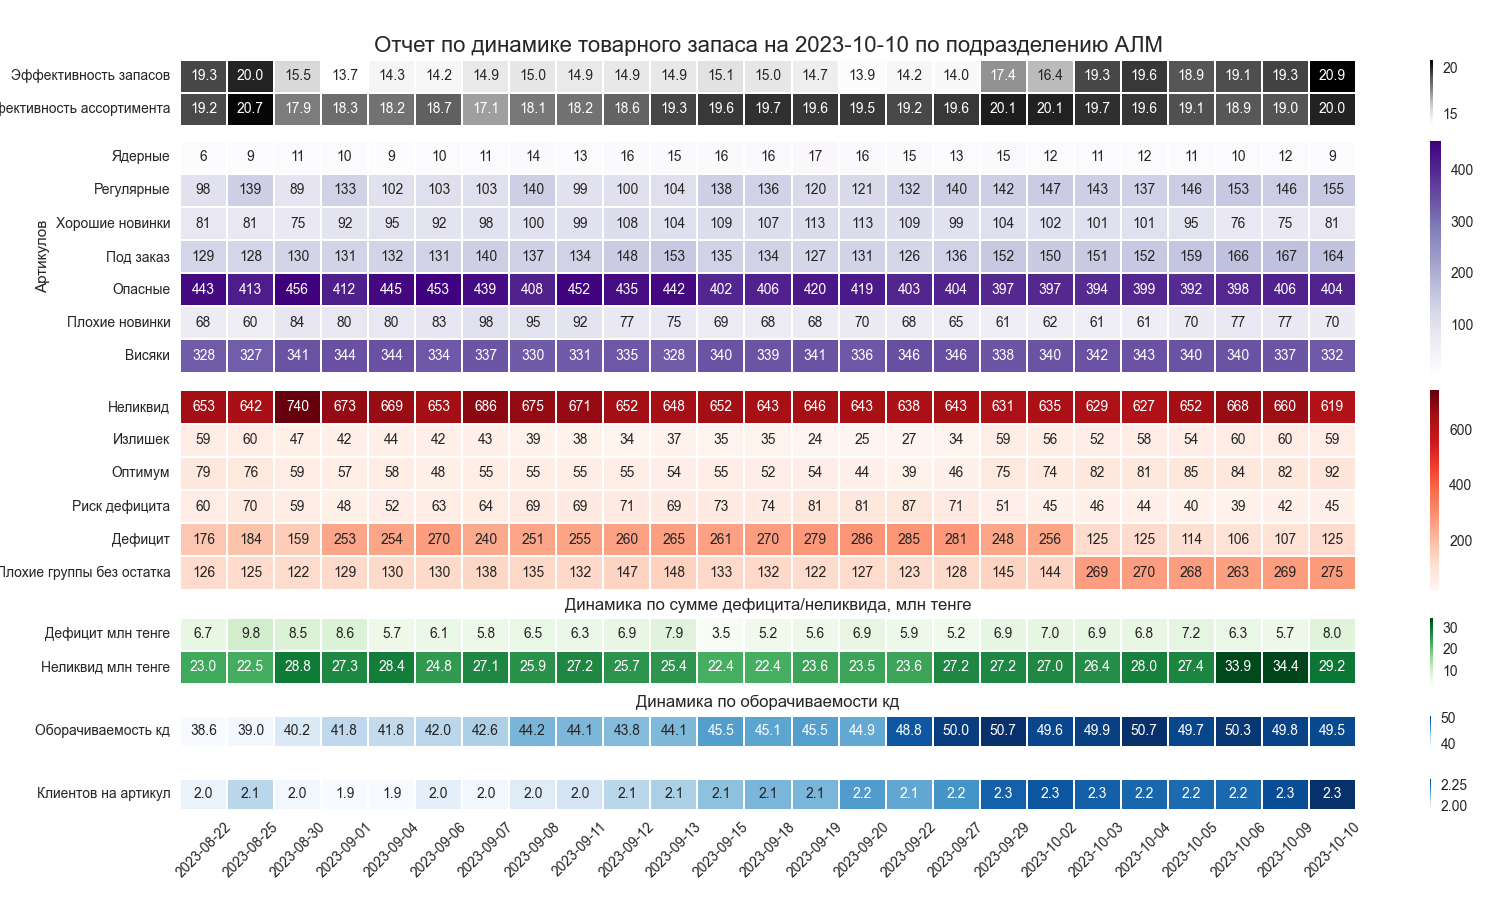 Отчет по динамике товарного запаса на 2023-10-10 по подразделению АЛМ
Эффективность запасов 19.3 20.0 15.5 13.7 14.3 14.2 14.9 15.0 14.9 14.9 14.9 15.1 15.0 14.7 13.9 14.2 14.0 17.4 16.4 19.3 19.6 18.9 19.1 19.3 20.9
фективность ассортимента 19.2 20.7 17.9 18.3 18.2 18.7 17.1 18.1 18.2 18.6 19.3 19.6 19.7 19.6 19.5 19.2 19.6 20.1 20.1 19.7 19.6 19.1 18.9 19.0 20.0
20
15
Артикулов
Ядерные 6 9 11 10 9 10 11 14 13 16 15 16 16 17 16 15 13 15 12 11 12 11 10 12 9
Регулярные 98 139 89 133 102 103 103 140 99 100 104 138 136 120 121 132 140 142 147 143 137 146 153 146 155
Хорошие новинки 81 81 75 92 95 92 98 100 99 108 104 109 107 113 113 109 99 104 102 101 101 95 76 75 81
Под заказ 129 128 130 131 132 131 140 137 134 148 153 135 134 127 131 126 136 152 150 151 152 159 166 167 164
Опасные 443 413 456 412 445 453 439 408 452 435 442 402 406 420 419 403 404 397 397 394 399 392 398 406 404
Плохие новинки 68 60 84 80 80 83 98 95 92 77 75 69 68 68 70 68 65 61 62 61 61 70 77 77 70
Висяки 328 327 341 344 344 334 337 330 331 335 328 340 339 341 336 346 346 338 340 342 343 340 340 337 332
400
300
200
100
Неликвид 653 642 740 673 669 653 686 675 671 652 648 652 643 646 643 638 643 631 635 629 627 652 668 660 619
Излишек 59 60 47 42 44 42 43 39 38 34 37 35 35 24 25 27 34 59 56 52 58 54 60 60 59
Оптимум 79 76 59 57 58 48 55 55 55 55 54 55 52 54 44 39 46 75 74 82 81 85 84 82 92
Риск дефицита 60 70 59 48 52 63 64 69 69 71 69 73 74 81 81 87 71 51 45 46 44 40 39 42 45
Дефицит 176 184 159 253 254 270 240 251 255 260 265 261 270 279 286 285 281 248 256 125 125 114 106 107 125
Плохие группы без остатка 126 125 122 129 130 130 138 135 132 147 148 133 132 122 127 123 128 145 144 269 270 268 263 269 275
600
400
200
Динамика по сумме дефицита/неликвида, млн тенге
Дефицит млн тенге 6.7 9.8 8.5 8.6 5.7 6.1 5.8 6.5 6.3 6.9 7.9 3.5 5.2 5.6 6.9 5.9 5.2 6.9 7.0 6.9 6.8 7.2 6.3 5.7 8.0
Неликвид млн тенге 23.0 22.5 28.8 27.3 28.4 24.8 27.1 25.9 27.2 25.7 25.4 22.4 22.4 23.6 23.5 23.6 27.2 27.2 27.0 26.4 28.0 27.4 33.9 34.4 29.2
30
20
10
Динамика по оборачиваемости кд
Оборачиваемость кд 38.6 39.0 40.2 41.8 41.8 42.0 42.6 44.2 44.1 43.8 44.1 45.5 45.1 45.5 44.9 48.8 50.0 50.7 49.6 49.9 50.7 49.7 50.3 49.8 49.5
50
40
Клиентов на артикул 2.0 2.1 2.0 1.9 1.9 2.0 2.0 2.0 2.0 2.1 2.1 2.1 2.1 2.1 2.2 2.1 2.2 2.3 2.3 2.3 2.2 2.2 2.2 2.3 2.3
2.25
2.00
2023-08-22 2023-08-25 2023-08-30 2023-09-01 2023-09-04 2023-09-06 2023-09-07 2023-09-08 2023-09-11 2023-09-12 2023-09-13 2023-09-15 2023-09-18 2023-09-19 2023-09-20 2023-09-22 2023-09-27 2023-09-29 2023-10-02 2023-10-03 2023-10-04 2023-10-05 2023-10-06 2023-10-09 2023-10-10